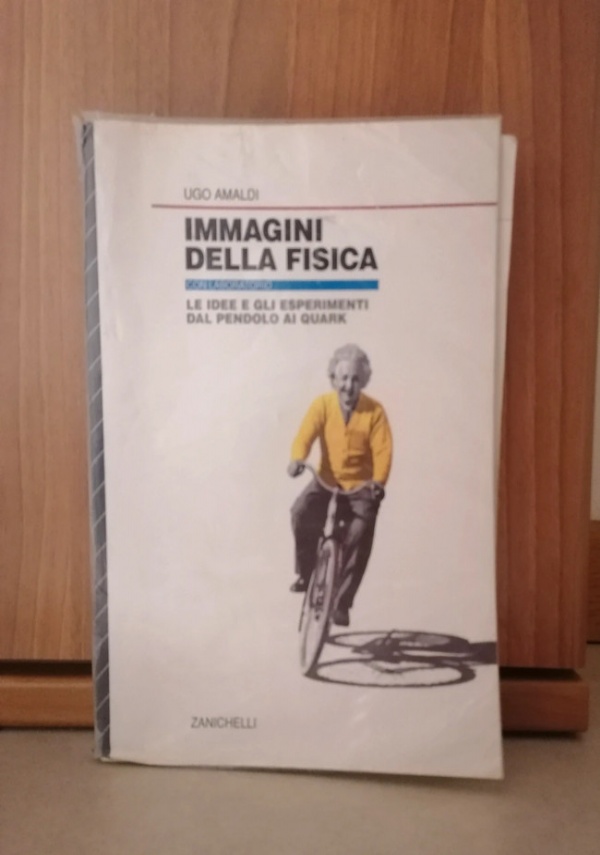 UGO AMALDI
IMMAGINI
DELLA FISICA
CON LABORATORIO
LE IDEE E GLI ESPERIMENTI
DAL PENDOLO AI QUARK
ZANICHELLI